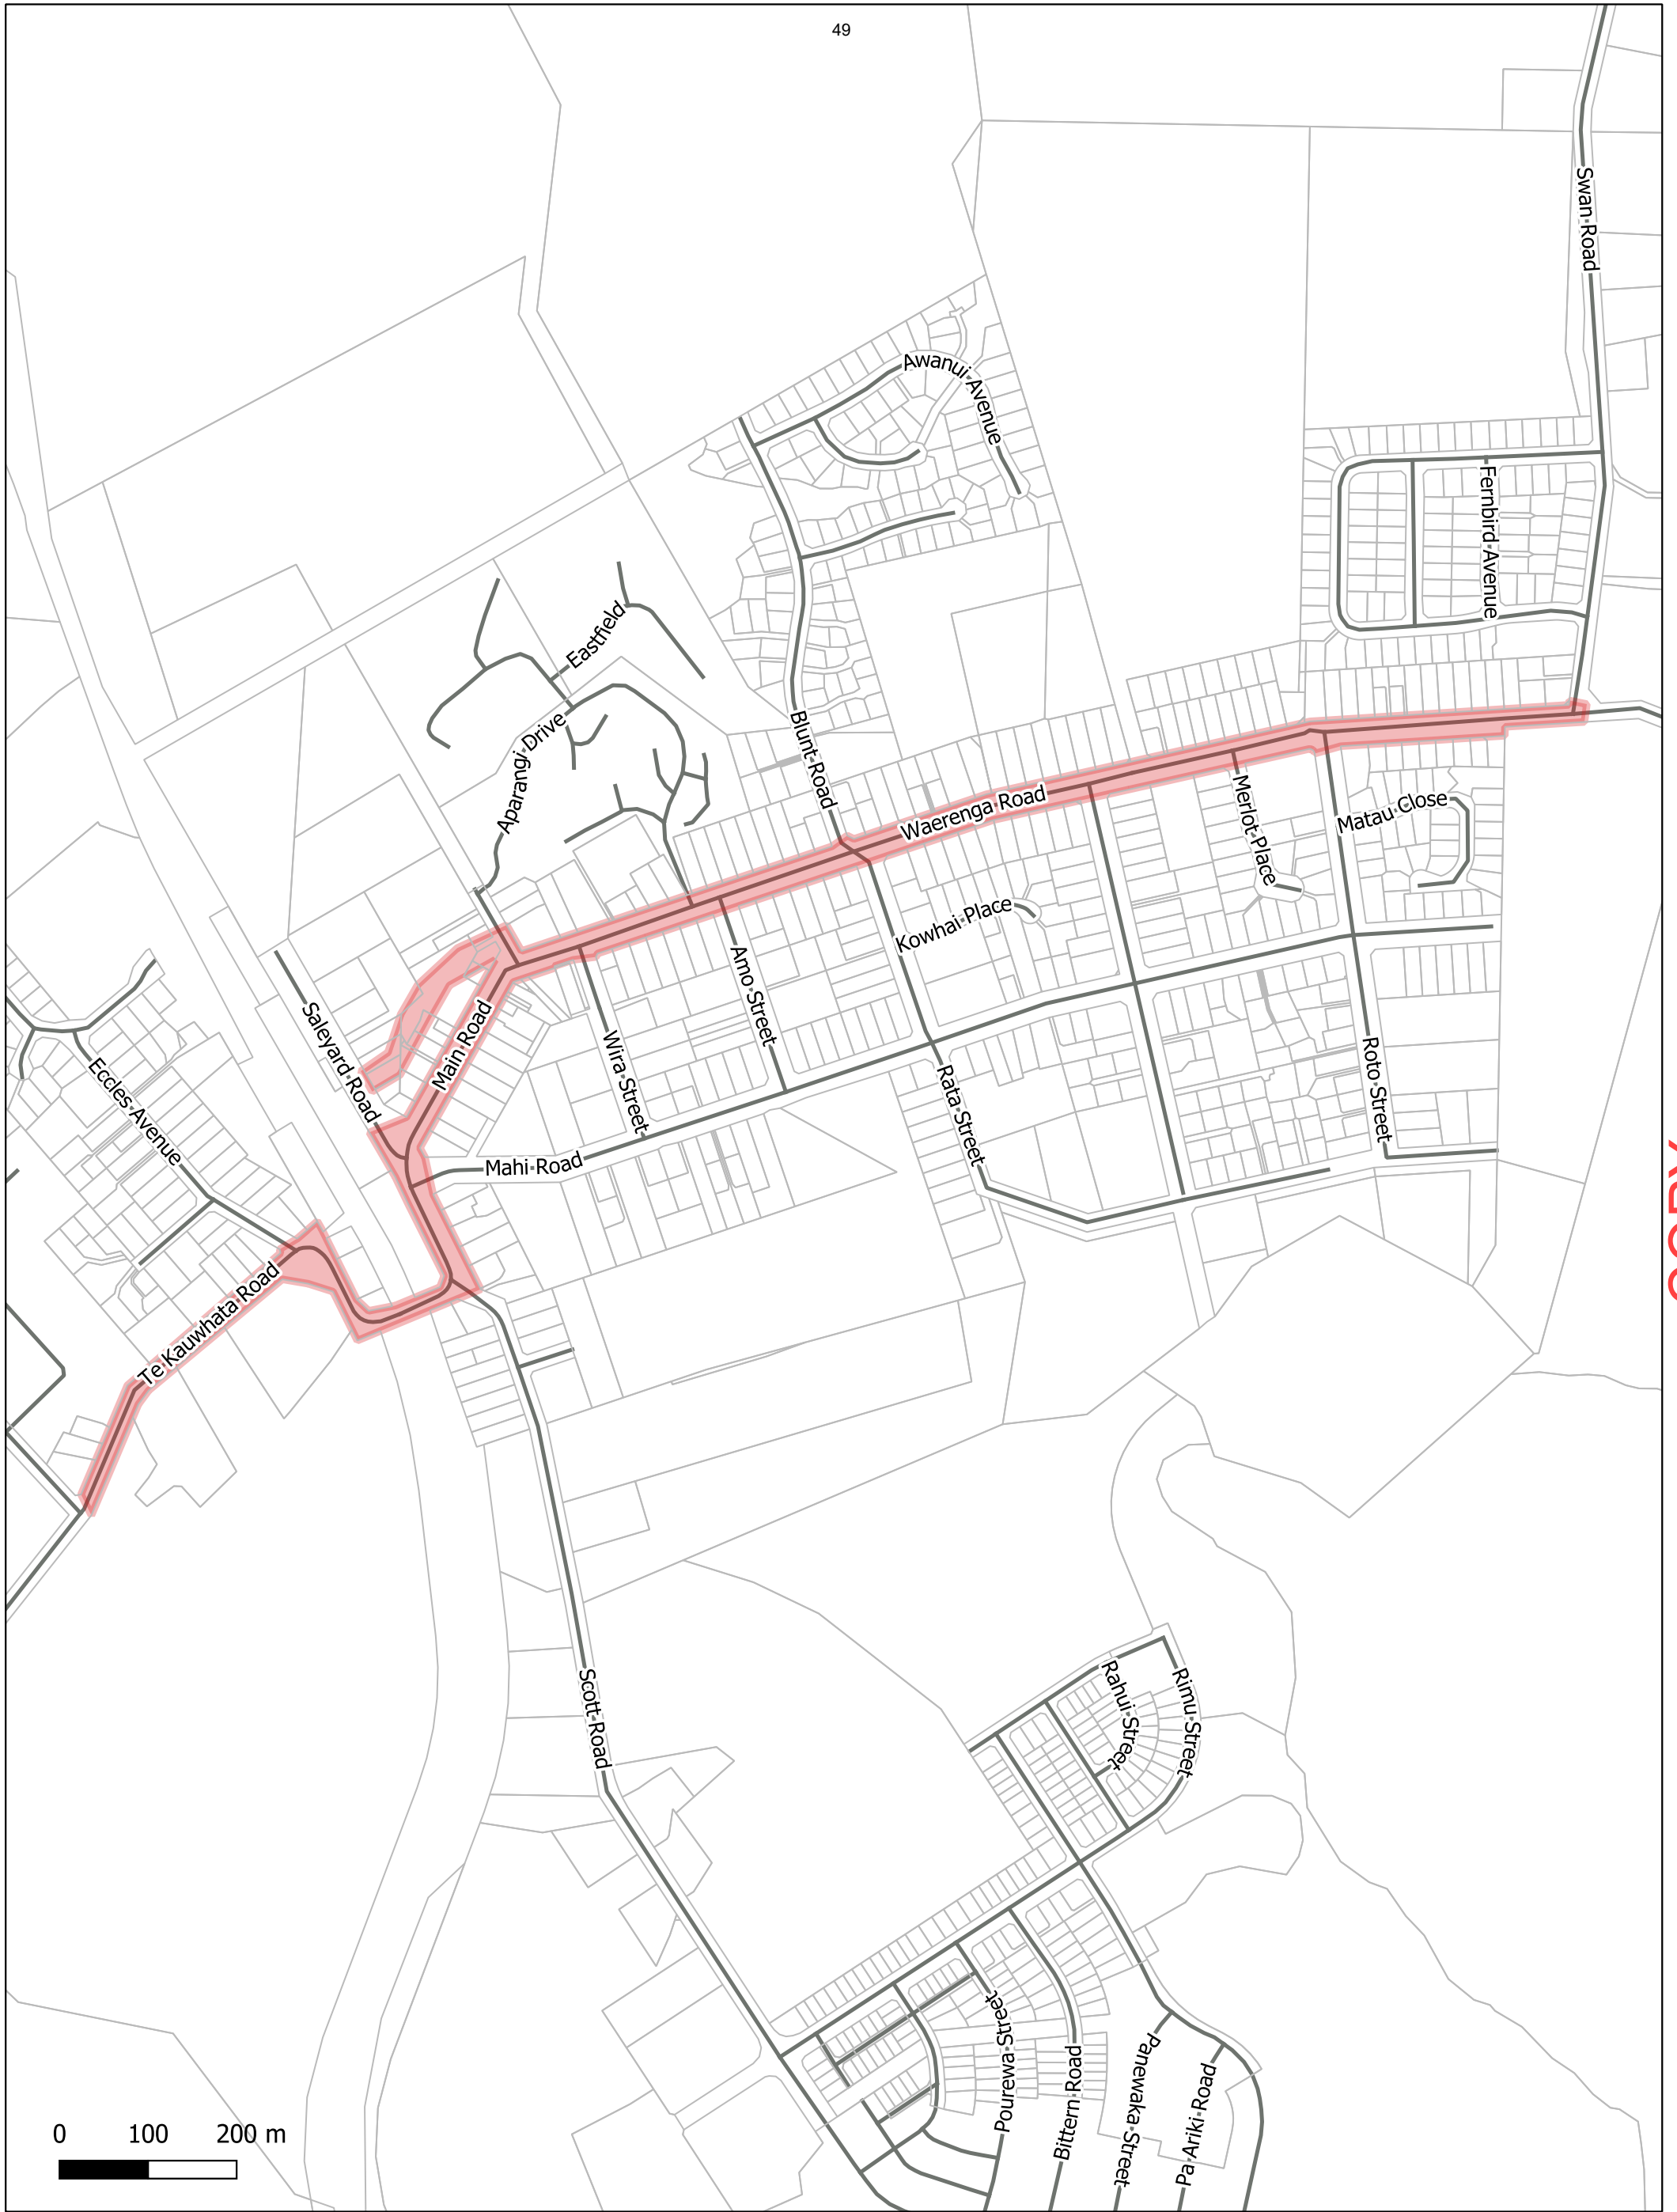 49
Swan Road
Awanui Avenue
Fernbird Avenue
Eastfield
Aparangi Drive
Blunt Road
Waerenga Road
Merlot Place
Matau Close
Kowhai Place
Amo Street
Main Road
Saleyard Road
Wira Street
Roto Street
Eccles Avenue
Rata Street
Mahi Road
Te Kauwhata Road
Scott Road
Rahui Street
Rimu Street
Pourewa Street
Bittern Road
Panewaka Street
Pa Ariki Road
0 100 200 m